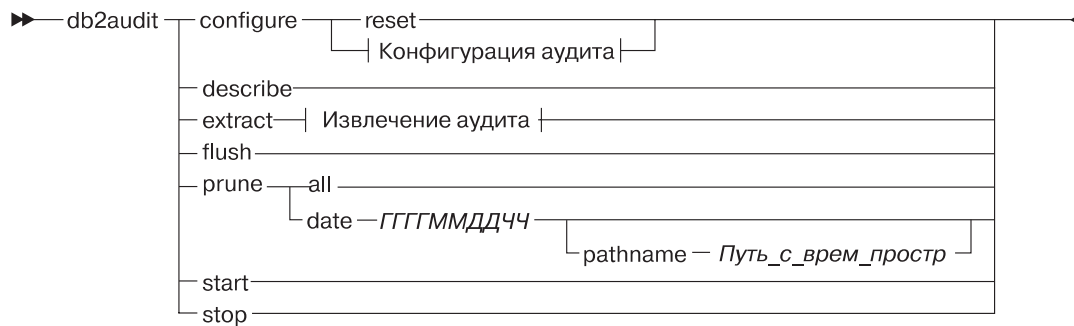 db2audit configure reset
Конфигурация аудита
describe
extract Извлечение аудита
flush
prune all
date ГГГГММДДЧЧ
pathname Путь_с_врем_простр
start
stop